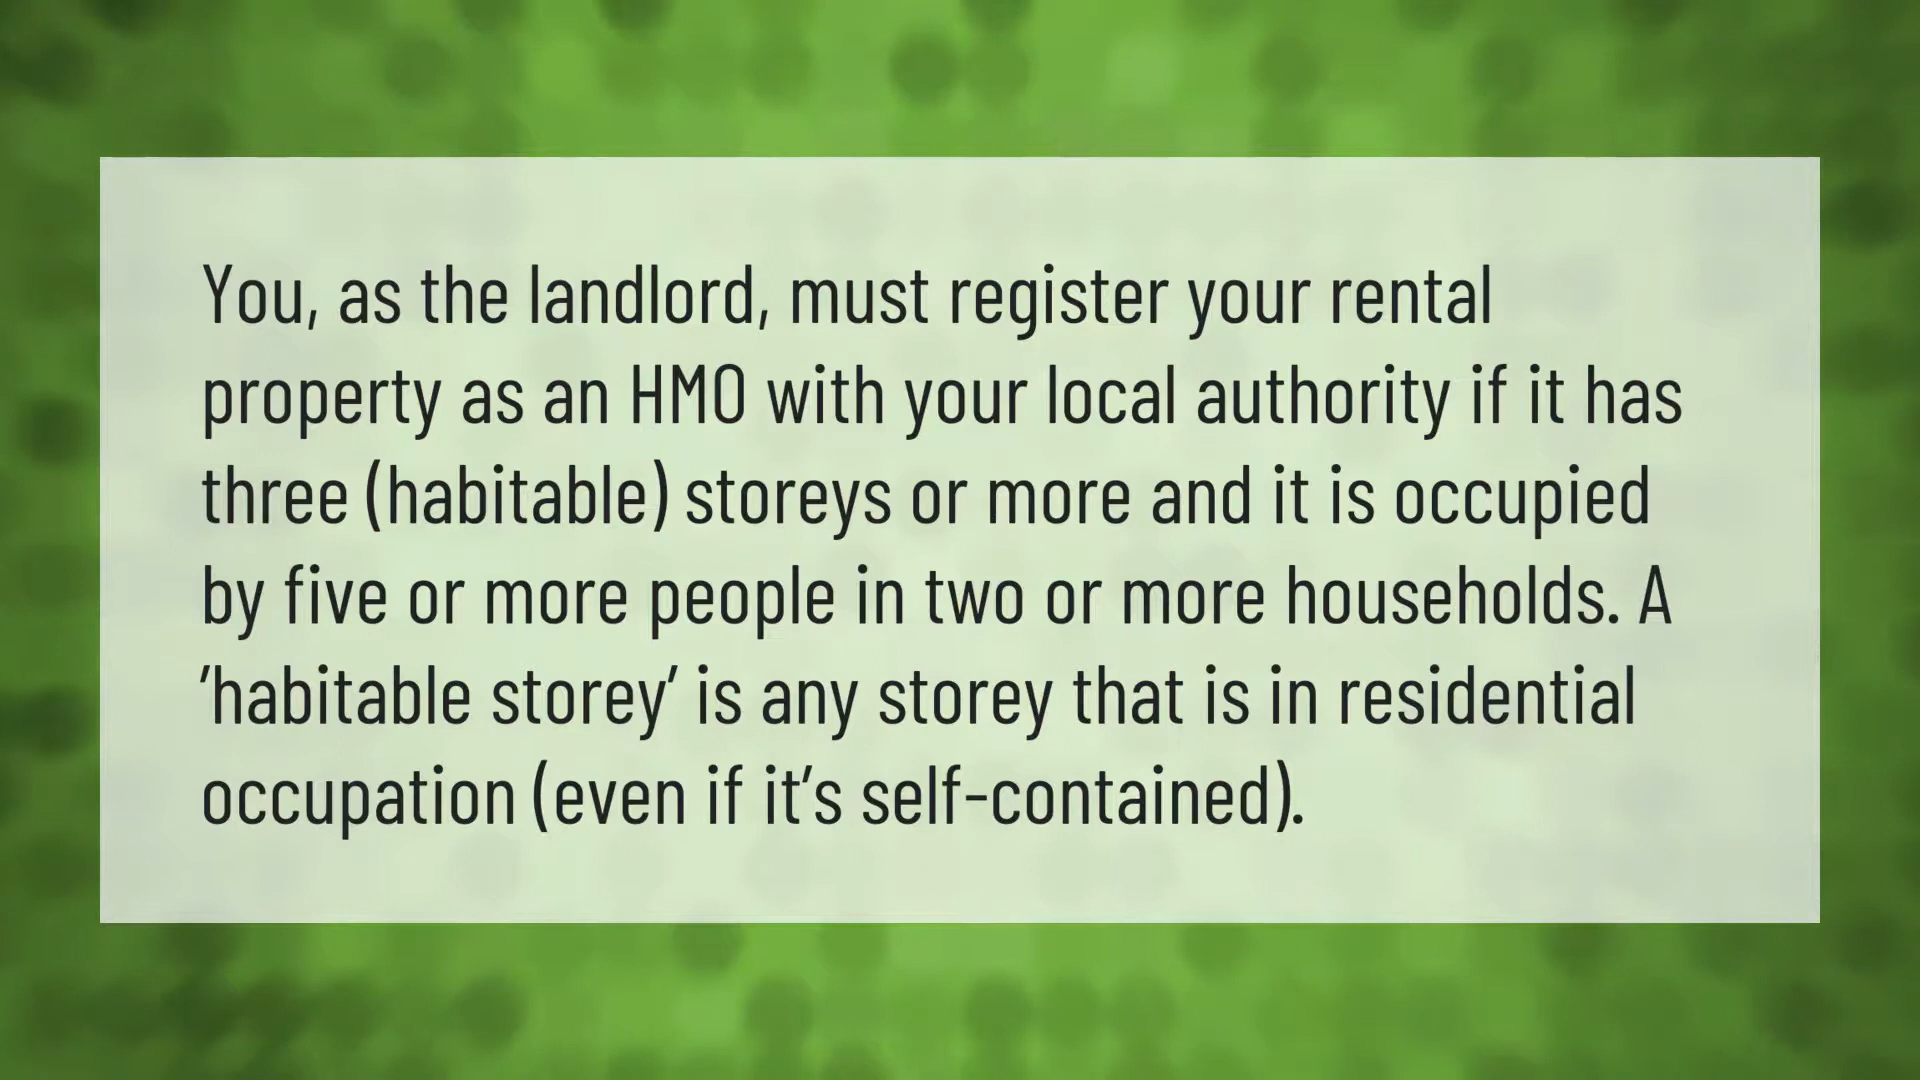 You, as the landlord, must register your rental
property as an HMO with your local authority if it has
three (habitable) storeys or more and it is occupied
by five or more people in two or more households. A
'habitable storey' is any storey that is in residential
occupation (even if it's self-contained).